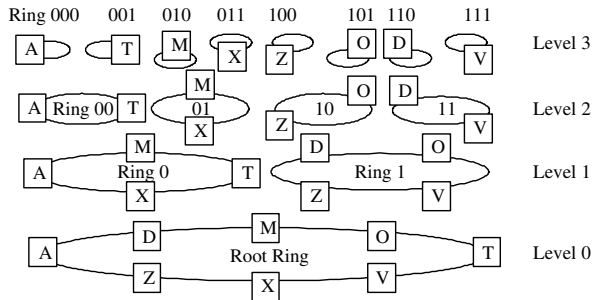 Ring 000 001 010 011 100 101 110 111
A T M X Z O D V Level 3
A Ring 00 T M 01 X Z 10 O D 11 V Level 2
M D O
A Ring 0 T Ring 1 Level 1
X Z V
D M O
A Root Ring T Level 0
Z X V